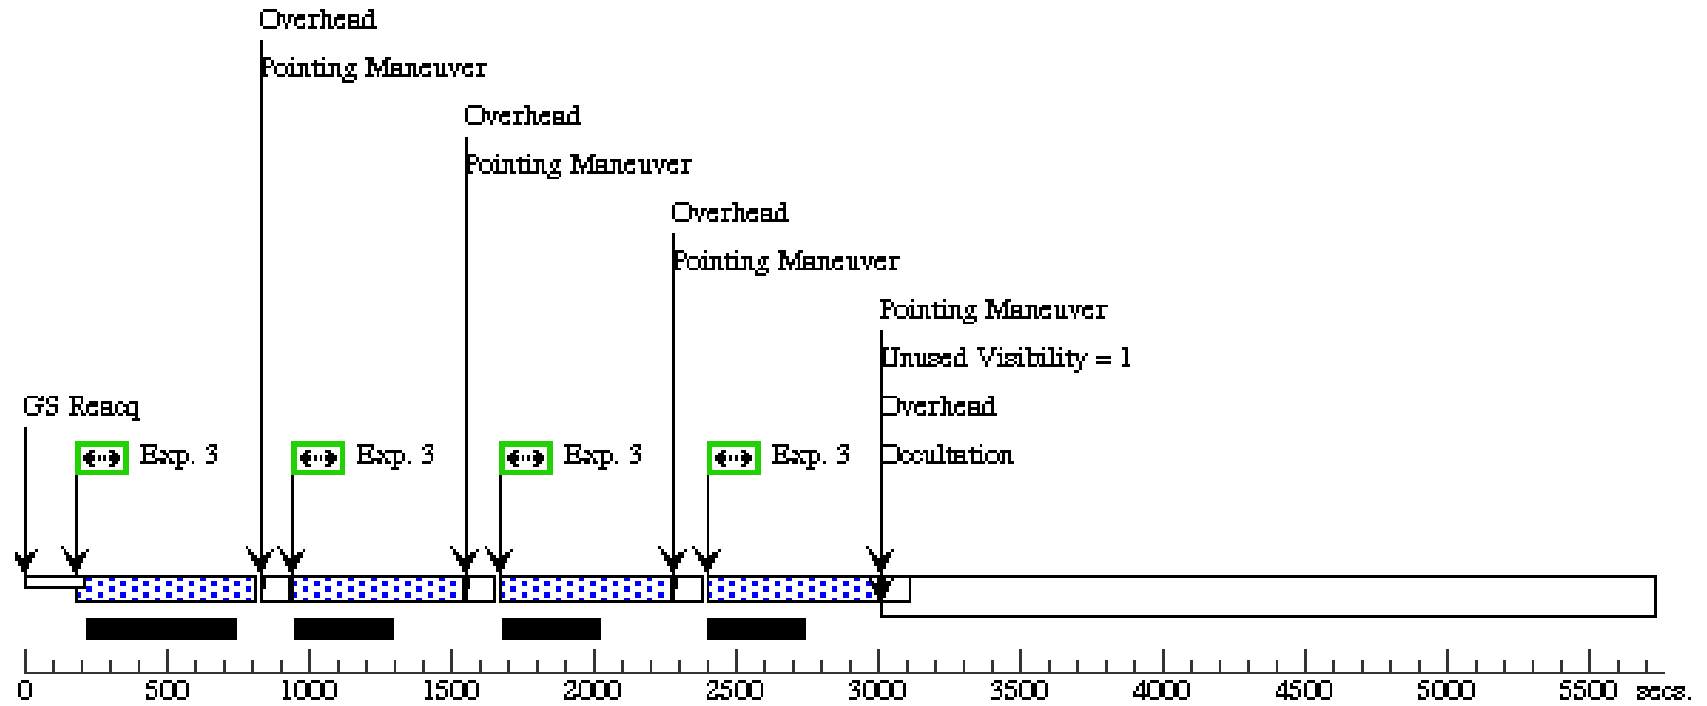 Overhead
Pointing Maneuver
Overhead
Pointing Maneuver
Overhead
Pointing Maneuver
Pointing Maneuver
Unused Visibility = 1
GS Reacq
Overhead
Exp. 3
Exp. 3
Exp. 3
Exp. 3
Occultation
0 500 1000 1500 2000 2500 3000 3500 4000 4500 5000 5500 secs.